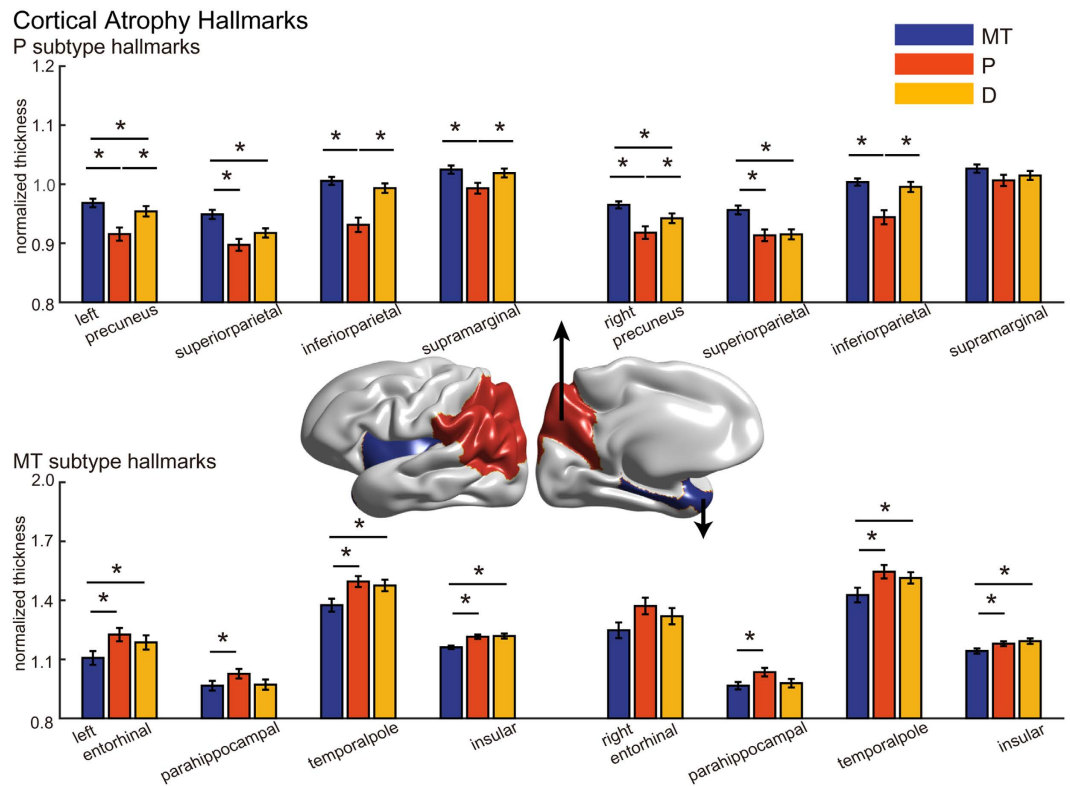 Cortical Atrophy Hallmarks
P subtype hallmarks
MT
P
D
normalized thickness
1.2
1.1
1.0
0.9
0.8
* * *
* *
* *
* *
* * *
* *
* *
left precuneus
superiorparietal
inferiorparietal
supramarginal
right precuneus
superiorparietal
inferiorparietal
supramarginal
MT subtype hallmarks
normalized thickness
2.0
1.7
1.4
1.1
0.8
* *
*
* *
* *
*
* *
* *
left entorhinal
parahippocampal
temporalpole
insular
right entorhinal
parahippocampal
temporalpole
insular